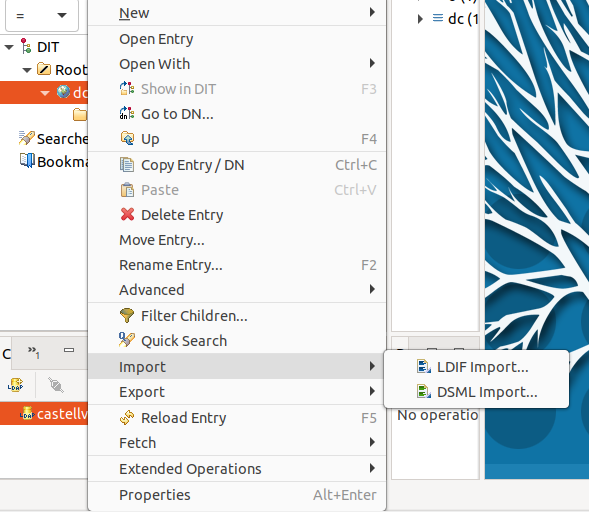 =
DIT
Root
dc
Searche
Bookma
New
Open Entry
Open With
Show in DIT F3
Go to DN...
Up F4
Copy Entry / DN Ctrl+C
Paste Ctrl+V
Delete Entry
Move Entry...
Rename Entry... F2
Advanced
Filter Children...
Quick Search
Import
Export
Reload Entry F5
Fetch
Extended Operations
Properties Alt+Enter
LDIF Import...
DSML Import...
dc (1
C
»1
castellv
No operatio